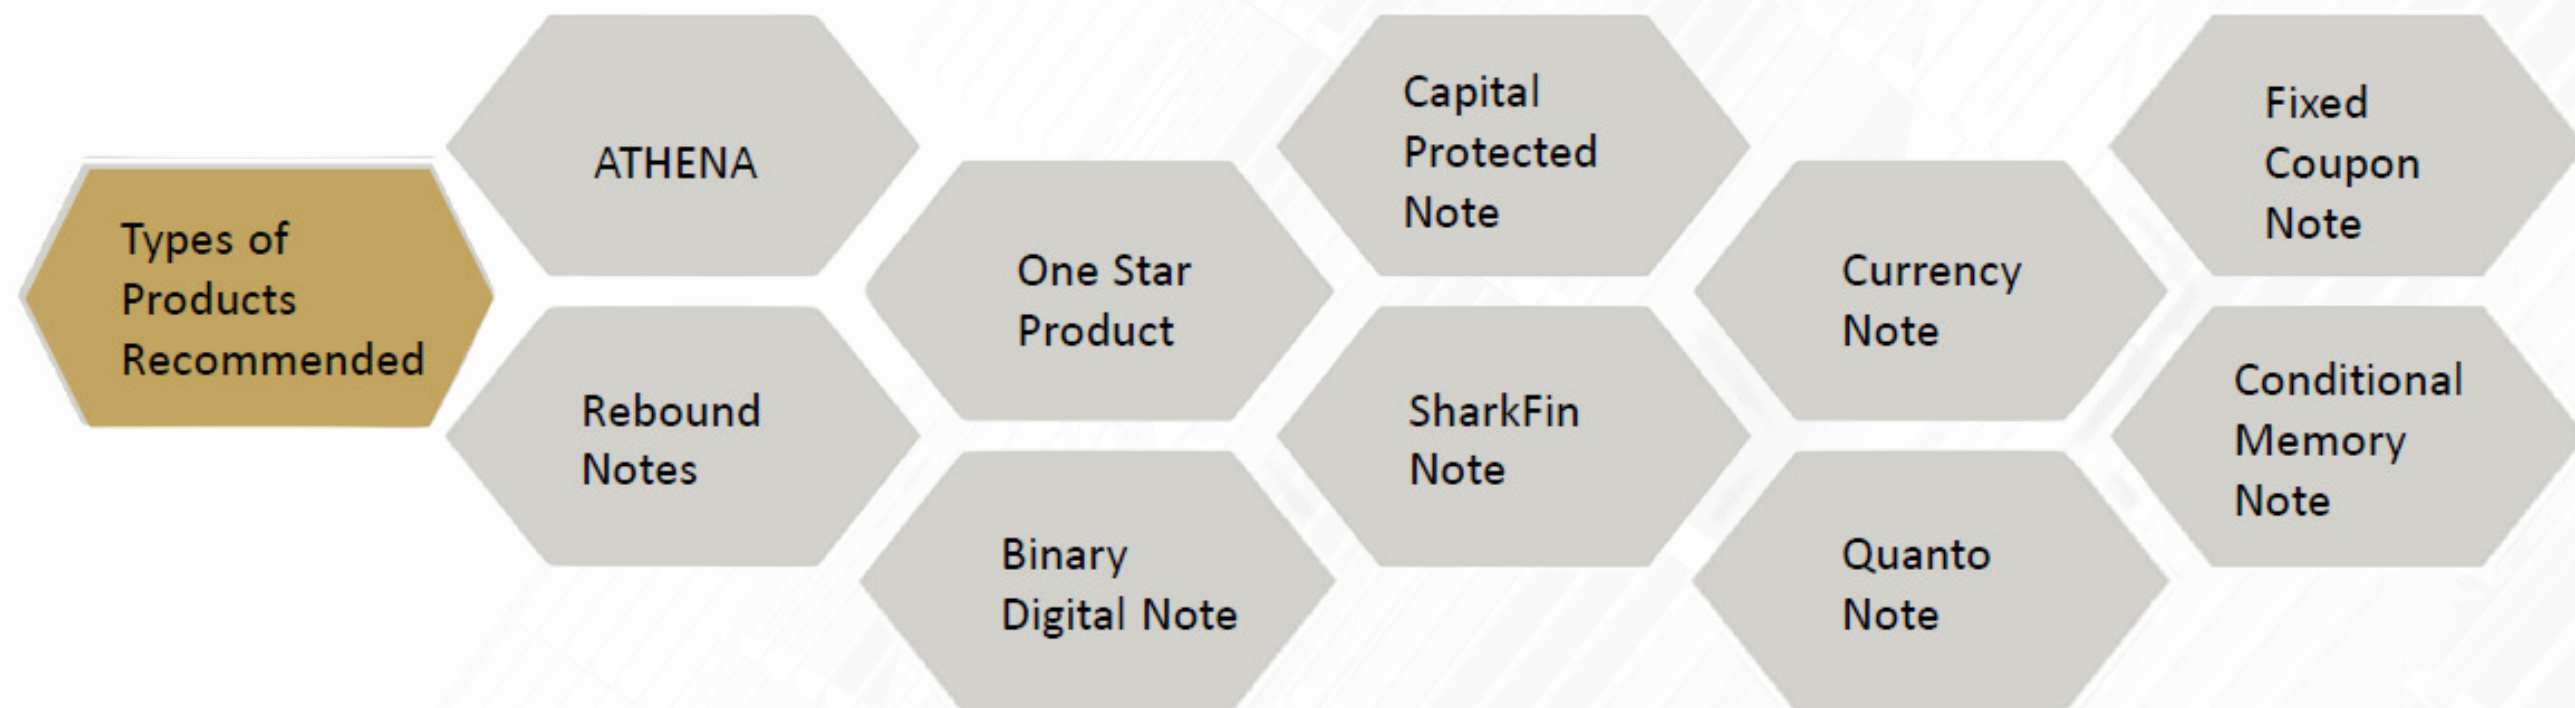 Types of
Products
Recommended
ATHENA
Rebound
Notes
One Star
Product
Binary
Digital Note
Capital
Protected
Note
SharkFin
Note
Currency
Note
Quanto
Note
Fixed
Coupon
Note
Conditional
Memory
Note